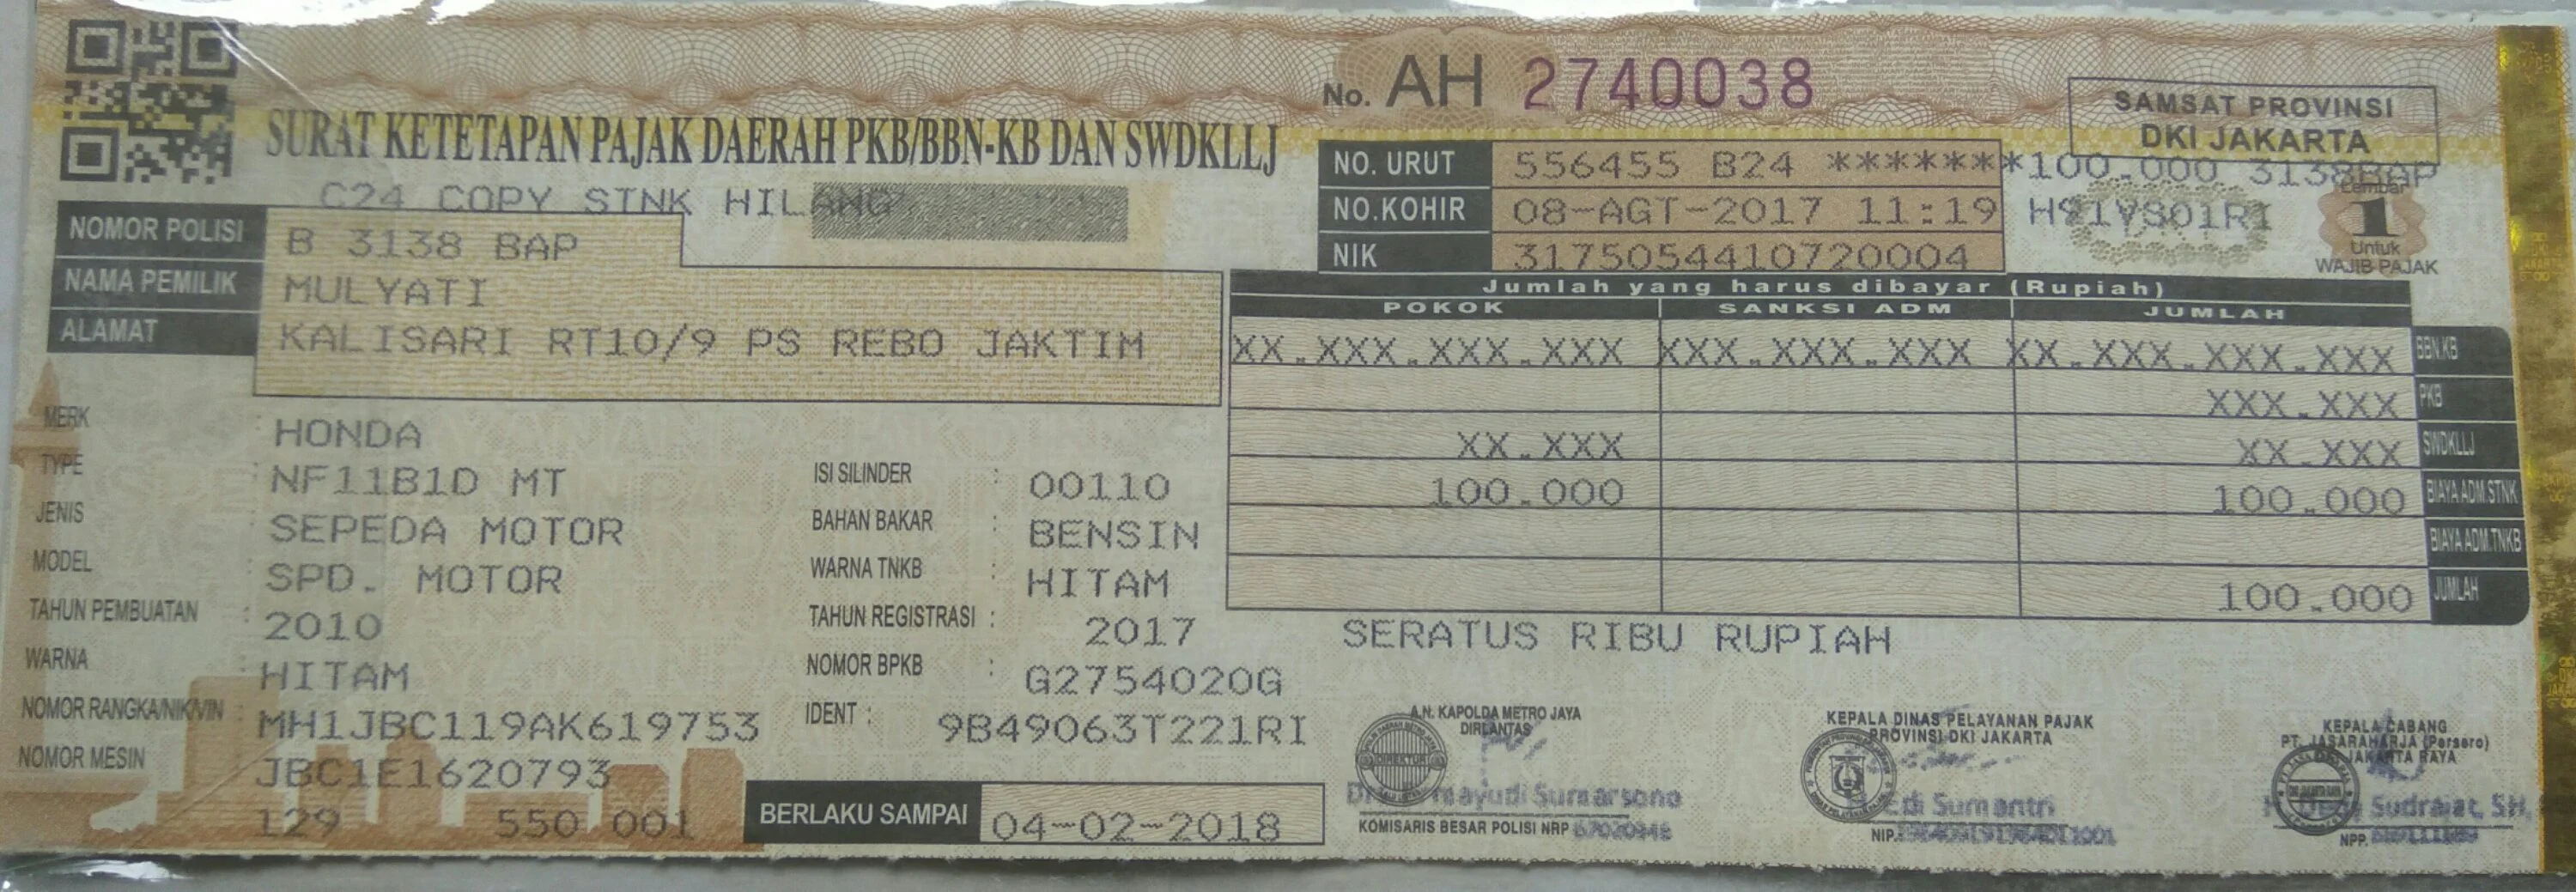 No. AH 2740038
SAMSAT PROVINSI
DKI JAKARTA
SURAT KETETAPAN PAJAK DAERAH PKB/BBN-KB DAN SWDKLLJ
C24 COPY STNK HILANG
NO. URUT 556455 B24 *******100.000 3138BAP
NO.KOHIR 08-AGT-2017 11:19 H91VS01RI
NIK 3175054410720004
Lembar
1
Untuk
WAJIB PAJAK
NOMOR POLISI B 3138 BAP
NAMA PEMILIK MULYATI
ALAMAT KALISARI RT10/9 PS REBO JAKTIM
Jumlah yang harus dibayar (Rupiah)
POKOK SANKSI ADM JUMLAH
XX.XXX.XXX.XXX XXX.XXX.XXX XX.XXX.XXX.XXX BBN.KB
XXX.XXX PKB
XX.XXX XX.XXX SWDKLLJ
100.000 100.000 BIAYA ADM.STNK
BIAYA ADM.TNKB
100.000 JUMLAH
SERATUS RIBU RUPIAH
MERK : HONDA
TYPE : NF11B1D MT
JENIS : SEPEDA MOTOR
MODEL : SPD. MOTOR
TAHUN PEMBUATAN : 2010
WARNA : HITAM
NOMOR RANGKA/NIK/VIN : MH1JBC119AK619753
NOMOR MESIN JBC1E1620793
129 550 001
ISI SILINDER : 00110
BAHAN BAKAR : BENSIN
WARNA TNKB : HITAM
TAHUN REGISTRASI : 2017
NOMOR BPKB : G2754020G
IDENT : 9B49063T221RI
BERLAKU SAMPAI 04-02-2018
A.N. KAPOLDA METRO JAYA
DIRLANTAS
DIREKTUR
KOMISARIS BESAR POLISI NRP
KEPALA DINAS PELAYANAN PAJAK
PROVINSI DKI JAKARTA
Edi Sumantri
NIP.
KEPALA CABANG
PT. JASARAHARJA (Persero)
JAKARTA RAYA
Sudrajat, SH,
NPP.